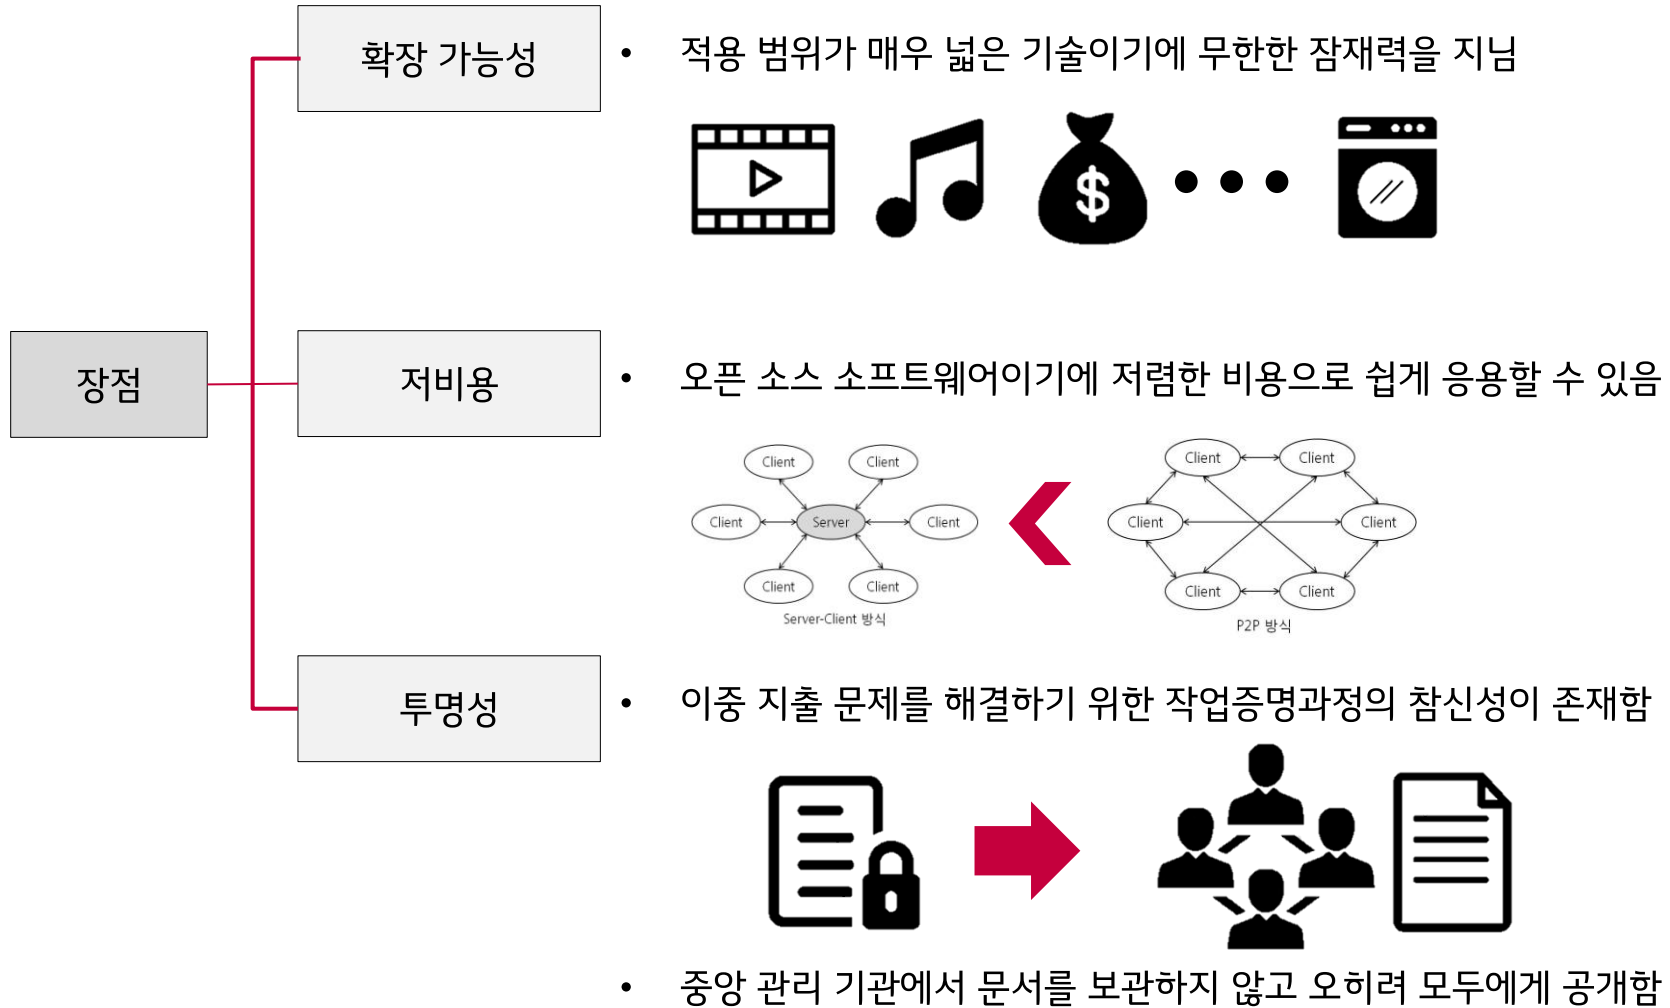 확장 가능성
• 적용 범위가 매우 넓은 기술이기에 무한한 잠재력을 지님
$
장점
저비용
• 오픈 소스 소프트웨어이기에 저렴한 비용으로 쉽게 응용할 수 있음
Client Client
Client Server Client
Client Client
Server-Client 방식
Client Client
Client Client
Client Client
P2P 방식
투명성
• 이중 지출 문제를 해결하기 위한 작업증명과정의 참신성이 존재함
• 중앙 관리 기관에서 문서를 보관하지 않고 오히려 모두에게 공개함